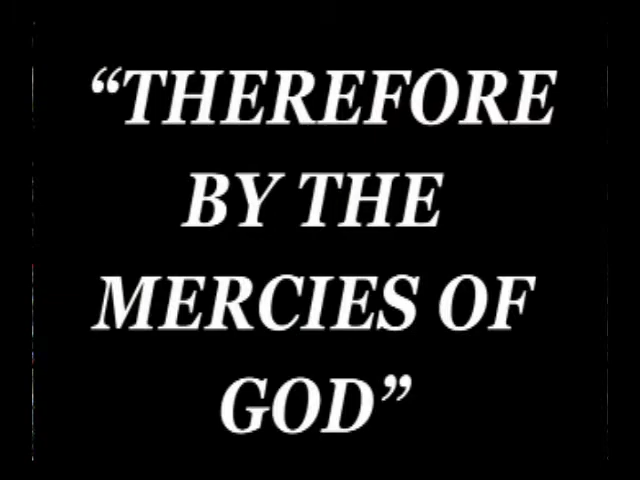 “THEREFORE
BY THE
MERCIES OF
GOD”